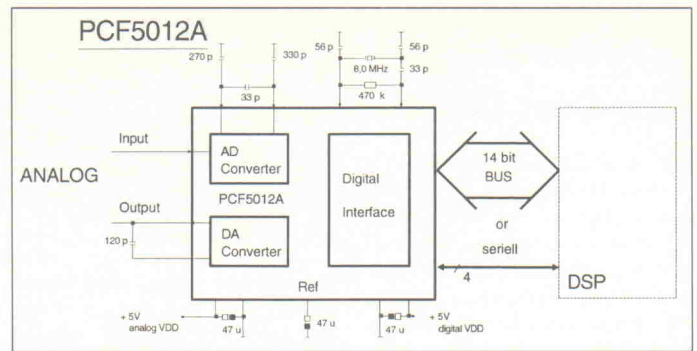 PCF5012A
270 p
330 p
33 p
56 p
56 p
8,0 MHz
33 p
470 k
ANALOG
Input
Output
120 p
AD
Converter
PCF5012A
DA
Converter
Digital
Interface
Ref
14 bit
BUS
or
seriell
4
DSP
+ 5V
analog VDD
47 u
47 u
47 u
+ 5V
digital VDD